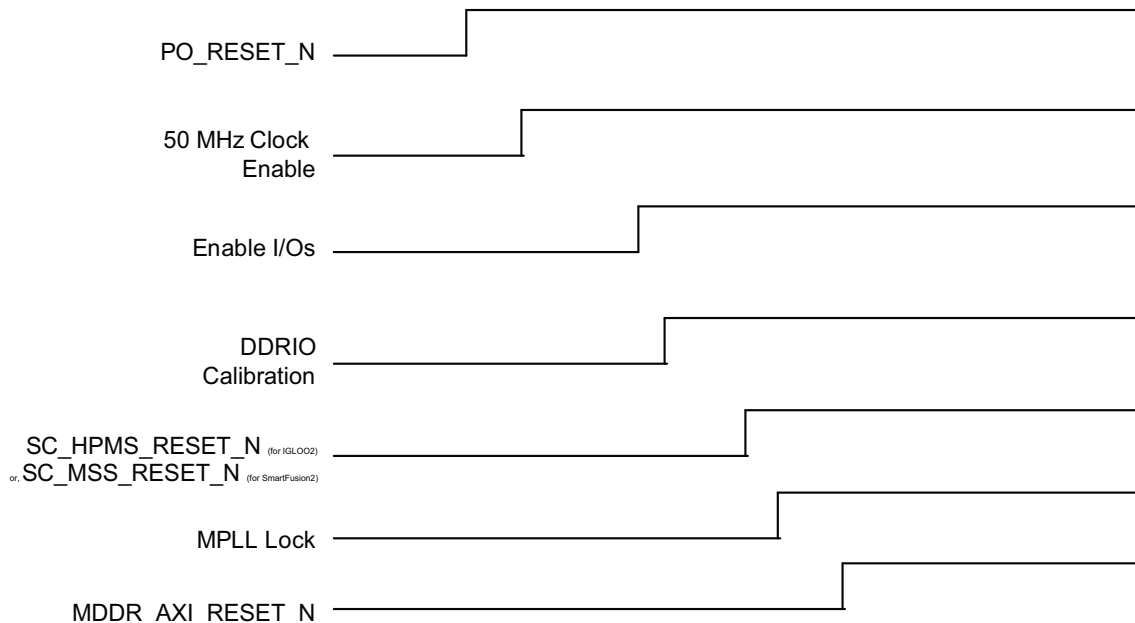 PO_RESET_N
50 MHz Clock
Enable
Enable I/Os
DDRIO
Calibration
SC_HPMS_RESET_N (for IGLOO2)
or, SC_MSS_RESET_N (for SmartFusion2)
MPLL Lock
MDDR_AXI_RESET_N